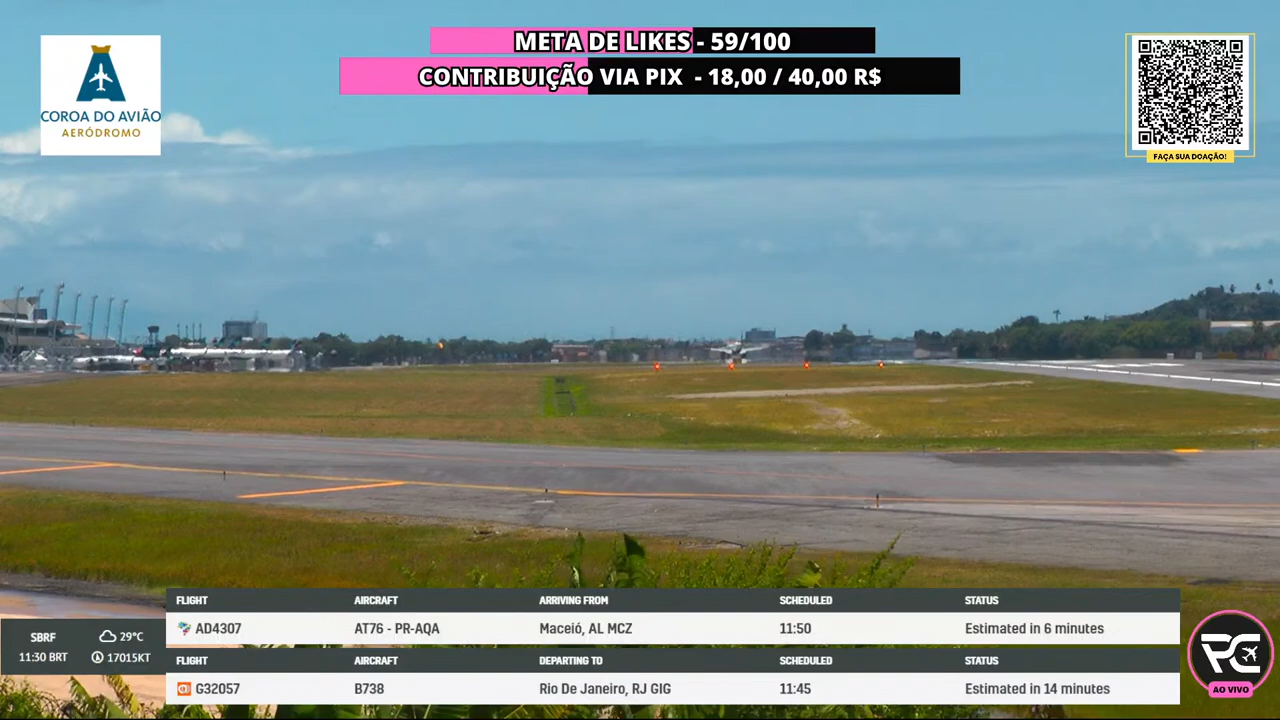 META DE LIKES - 59/100
CONTRIBUIÇÃO VIA PIX - 18,00 / 40,00 R$
COROA DO AVIÃO
AERÓDROMO
FAÇA SUA DOAÇÃO!
FLIGHT AIRCRAFT ARRIVING FROM SCHEDULED STATUS
AD4307 AT76 - PR-AQA Maceió, AL MCZ 11:50 Estimated in 6 minutes
SBRF 29°C
11:30 BRT 17015KT
FLIGHT AIRCRAFT DEPARTING TO SCHEDULED STATUS
G32057 B738 Rio De Janeiro, RJ GIG 11:45 Estimated in 14 minutes
PC
AO VIVO